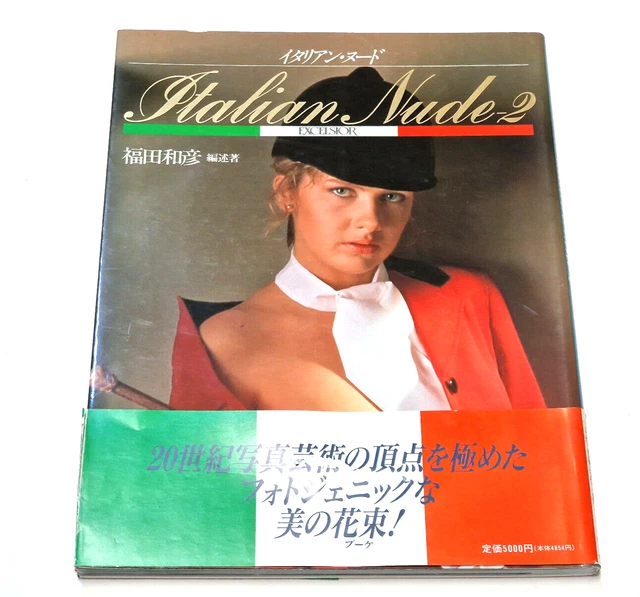 イタリアン・ヌード
Italian Nude-2
EXCELSIOR
福田和彦 編述著
20世紀写真芸術の頂点を極めた
フォトジェニックな
美の花束!
ブーケ
定価5000円(本体4854円)